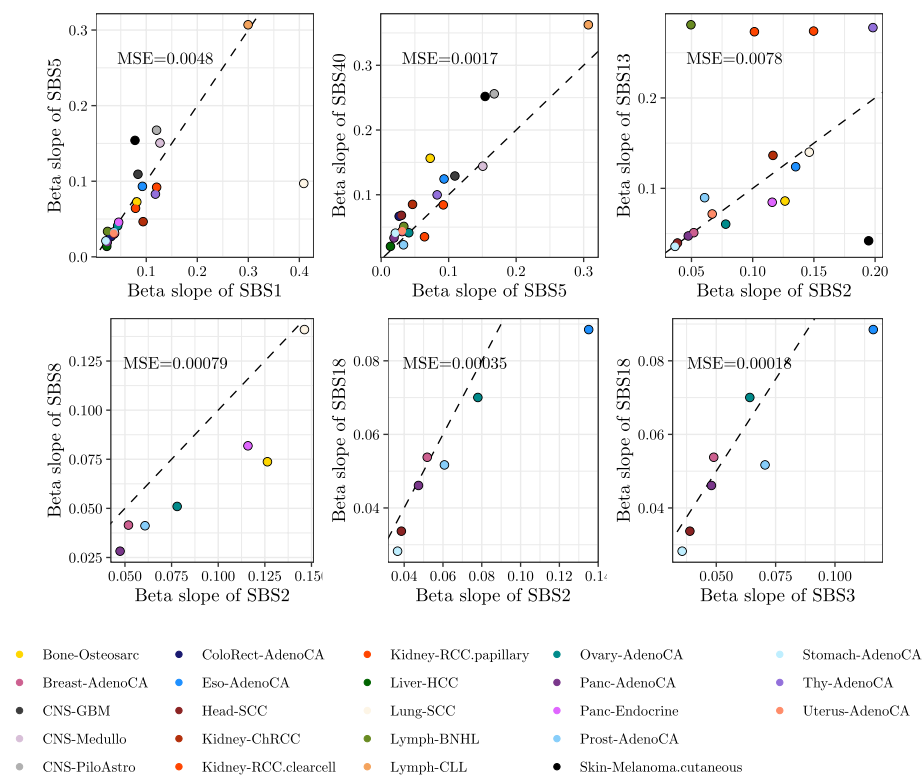 MSE=0.0048
Beta slope of SBS5
0.3
0.2
0.1
0.0
0.1
0.2
0.3
0.4
Beta slope of SBS1
MSE=0.0017
Beta slope of SBS40
0.3
0.2
0.1
0.0
0.1
0.2
0.3
Beta slope of SBS5
MSE=0.0078
Beta slope of SBS13
0.2
0.1
0.05
0.10
0.15
0.20
Beta slope of SBS2
MSE=0.00079
Beta slope of SBS8
0.125
0.100
0.075
0.050
0.025
0.050
0.075
0.100
0.125
Beta slope of SBS2
MSE=0.00035
Beta slope of SBS18
0.08
0.06
0.04
0.04
0.06
0.08
0.10
0.12
Beta slope of SBS2
MSE=0.00018
Beta slope of SBS18
0.08
0.06
0.04
0.050
0.075
0.100
Beta slope of SBS3
Bone-Osteosarc
Breast-AdenoCA
CNS-GBM
CNS-Medullo
CNS-PiloAstro
ColoRect-AdenoCA
Eso-AdenoCA
Head-SCC
Kidney-ChRCC
Kidney-RCC.clearcell
Kidney-RCC.papillary
Liver-HCC
Lung-SCC
Lymph-BNHL
Lymph-CLL
Ovary-AdenoCA
Panc-AdenoCA
Panc-Endocrine
Prost-AdenoCA
Skin-Melanoma.cutaneous
Stomach-AdenoCA
Thy-AdenoCA
Uterus-AdenoCA